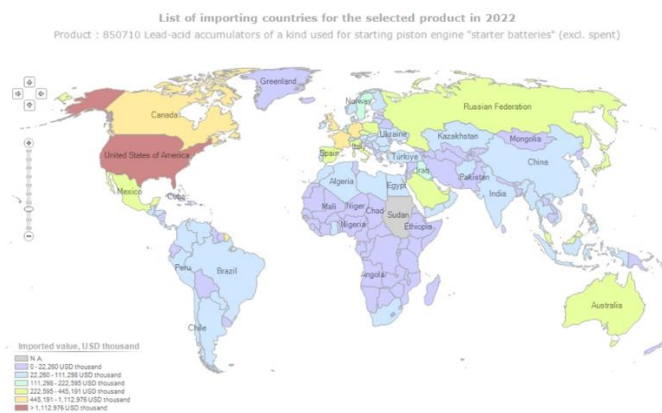 List of importing countries for the selected product in 2022
Product : 850710 Lead-acid accumulators of a kind used for starting piston engine "starter batteries" (excl. spent)
Greenland
Norway
Russian Federation
Canada
Ukraine
Kazakhstan
Mongolia
United States of America
Spain
Italy
Türkiye
China
Iraq
Pakistan
Algeria
Egypt
India
Mexico
Cuba
Mali
Niger
Chad
Sudan
Nigeria
Ethiopia
Peru
Brazil
Angola
Australia
Chile
Imported value, USD thousand
N.A.
0 - 22,260 USD thousand
22,260 - 111,298 USD thousand
111,298 - 222,595 USD thousand
222,595 - 445,191 USD thousand
445,191 - 1,112,976 USD thousand
> 1,112,976 USD thousand